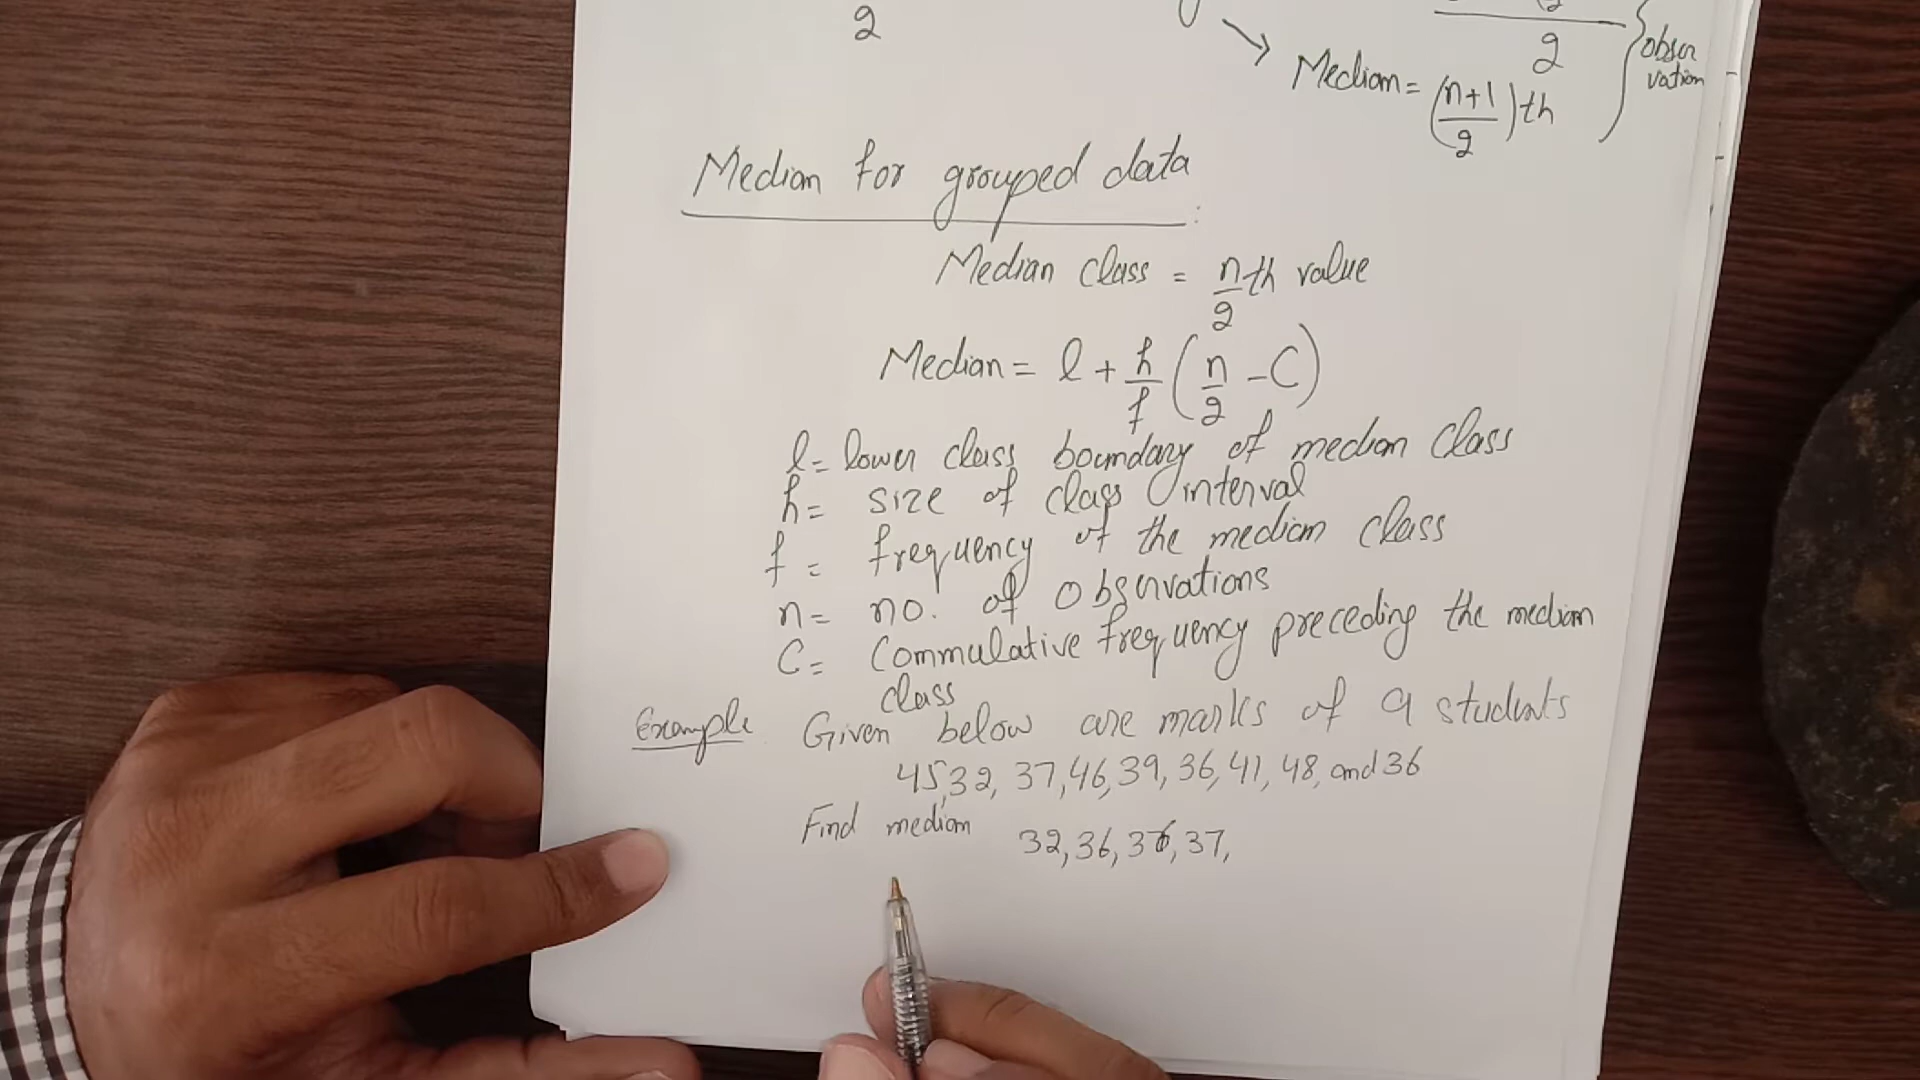 2
2
obser
vation
Median = (n+1/2)th
Median for grouped data
Median class = n/2 th value
Median = l + h/f (n/2 - C)
l = lower class boundary of median class
h = size of class interval
f = frequency of the median class
n = no. of observations
C = Commulative frequency preceding the median
class
Example Given below are marks of 9 students
45, 32, 37, 46, 39, 36, 41, 48, and 36
Find median 32, 36, 36, 37,